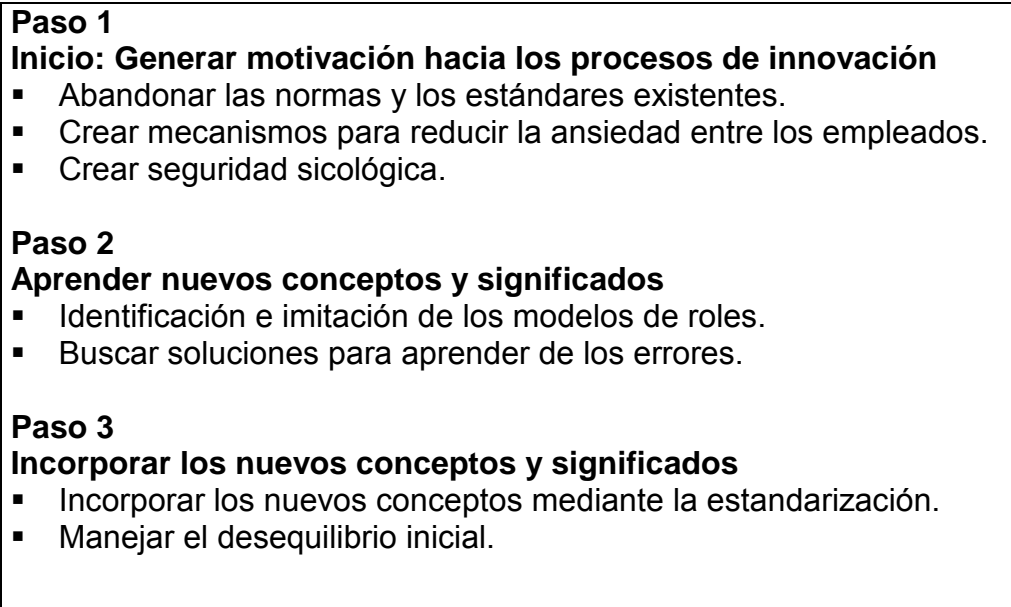 Paso 1
Inicio: Generar motivación hacia los procesos de innovación
▪ Abandonar las normas y los estándares existentes.
▪ Crear mecanismos para reducir la ansiedad entre los empleados.
▪ Crear seguridad sicológica.
Paso 2
Aprender nuevos conceptos y significados
▪ Identificación e imitación de los modelos de roles.
▪ Buscar soluciones para aprender de los errores.
Paso 3
Incorporar los nuevos conceptos y significados
▪ Incorporar los nuevos conceptos mediante la estandarización.
▪ Manejar el desequilibrio inicial.